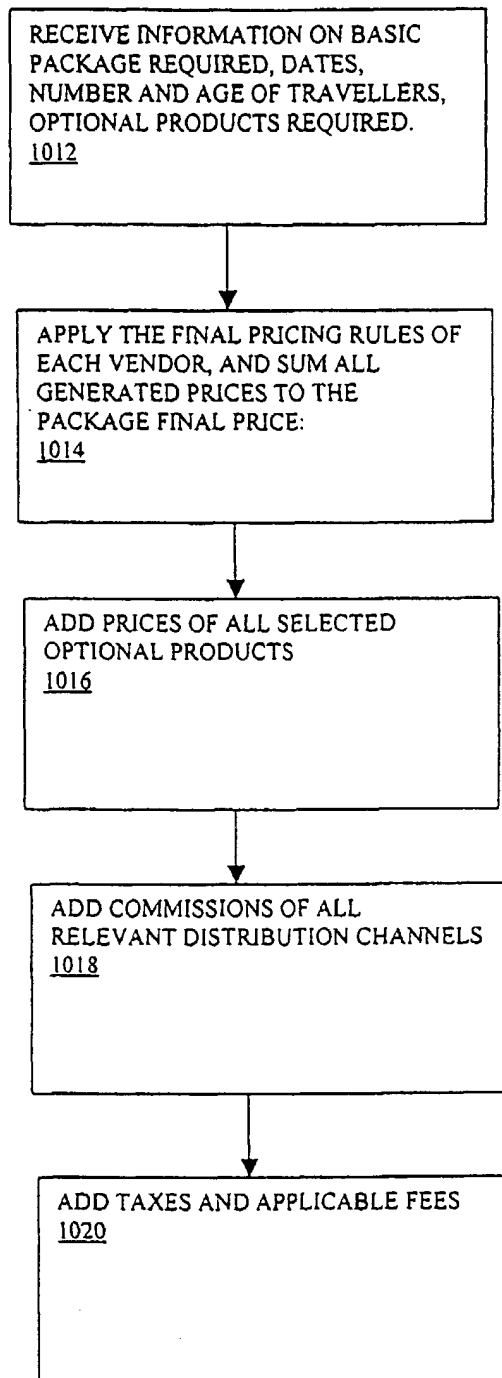 RECEIVE INFORMATION ON BASIC
PACKAGE REQUIRED, DATES,
NUMBER AND AGE OF TRAVELLERS,
OPTIONAL PRODUCTS REQUIRED.
1012
APPLY THE FINAL PRICING RULES OF
EACH VENDOR, AND SUM ALL
GENERATED PRICES TO THE
PACKAGE FINAL PRICE:
1014
ADD PRICES OF ALL SELECTED
OPTIONAL PRODUCTS
1016
ADD COMMISSIONS OF ALL
RELEVANT DISTRIBUTION CHANNELS
1018
ADD TAXES AND APPLICABLE FEES
1020